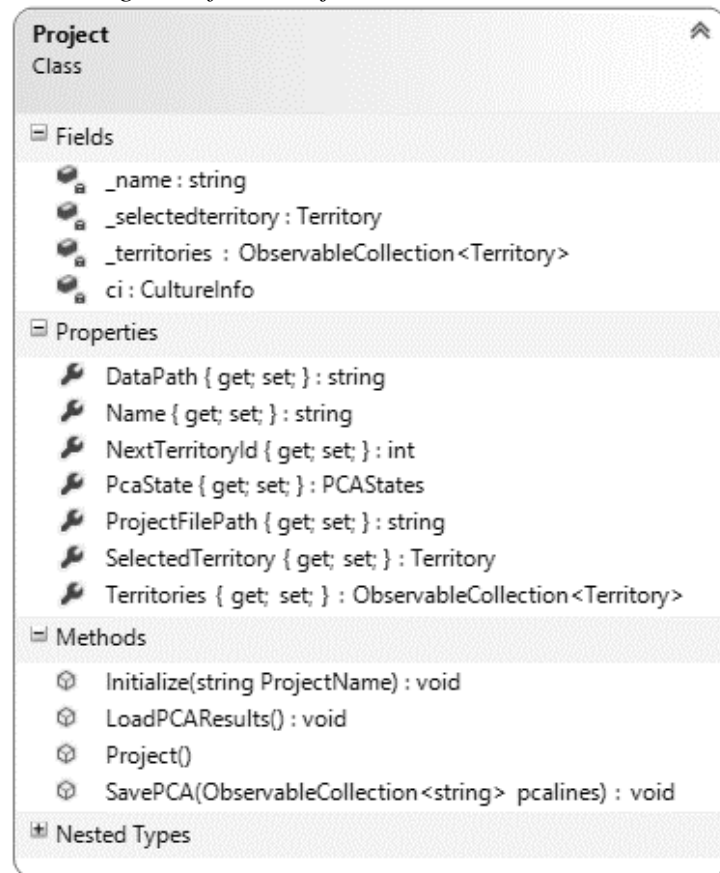 Project
Class
Fields
_name : string
_selectedterritory : Territory
_territories : ObservableCollection<Territory>
ci : CultureInfo
Properties
DataPath { get; set; } : string
Name { get; set; } : string
NextTerritoryId { get; set; } : int
PcaState { get; set; } : PCAStates
ProjectFilePath { get; set; } : string
SelectedTerritory { get; set; } : Territory
Territories { get; set; } : ObservableCollection<Territory>
Methods
Initialize(string ProjectName) : void
LoadPCAResults() : void
Project()
SavePCA(ObservableCollection<string> pcalines) : void
Nested Types